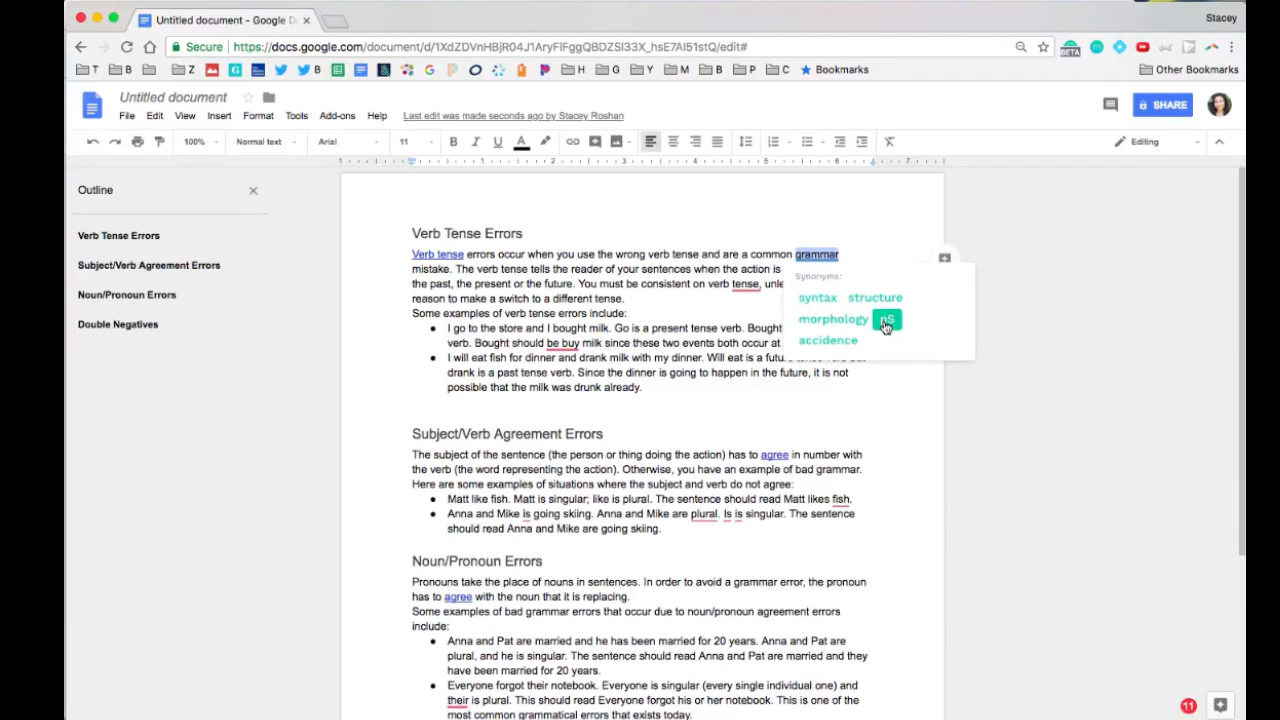 Untitled document - Google D
Stacey
Secure
https://docs.google.com/document/d/1XdZDVnHBjR04J1AryFlFggQBDZSl33X_hsE7Al51stQ/edit#
BETA
T B Z B H G Y M B P C Bookmarks Other Bookmarks
Untitled document
SHARE
File Edit View Insert Format Tools Add-ons Help Last edit was made seconds ago by Stacey Roshan
100% Normal text Arial 11 B I U A Editing
1 1 2 3 4 5 6 7
Outline
Verb Tense Errors
Subject/Verb Agreement Errors
Noun/Pronoun Errors
Double Negatives
Verb Tense Errors
Verb tense errors occur when you use the wrong verb tense and are a common grammar
mistake. The verb tense tells the reader of your sentences when the action is
the past, the present or the future. You must be consistent on verb tense,
reason to make a switch to a different tense.
Some examples of verb tense errors include:
● I go to the store and I bought milk. Go is a present tense verb. Bought
verb. Bought should be buy milk since these two events both occur at
● I will eat fish for dinner and drank milk with my dinner. Will eat is a
drank is a past tense verb. Since the dinner is going to happen in the future, it is not
possible that the milk was drunk already.
Synonyms:
syntax structure
morphology
accidence
Subject/Verb Agreement Errors
The subject of the sentence (the person or thing doing the action) has to agree in number with
the verb (the word representing the action). Otherwise, you have an example of bad grammar.
Here are some examples of situations where the subject and verb do not agree:
● Matt like fish. Matt is singular; like is plural. The sentence should read Matt likes fish.
● Anna and Mike is going skiing. Anna and Mike are plural. Is is singular. The sentence
should read Anna and Mike are going skiing.
Noun/Pronoun Errors
Pronouns take the place of nouns in sentences. In order to avoid a grammar error, the pronoun
has to agree with the noun that it is replacing.
Some examples of bad grammar errors that occur due to noun/pronoun agreement errors
include:
● Anna and Pat are married and he has been married for 20 years. Anna and Pat are
plural, and he is singular. The sentence should read Anna and Pat are married and they
have been married for 20 years.
● Everyone forgot their notebook. Everyone is singular (every single individual one) and
their is plural. This should read Everyone forgot his or her notebook. This is one of the
most common grammatical errors that exists today.
11